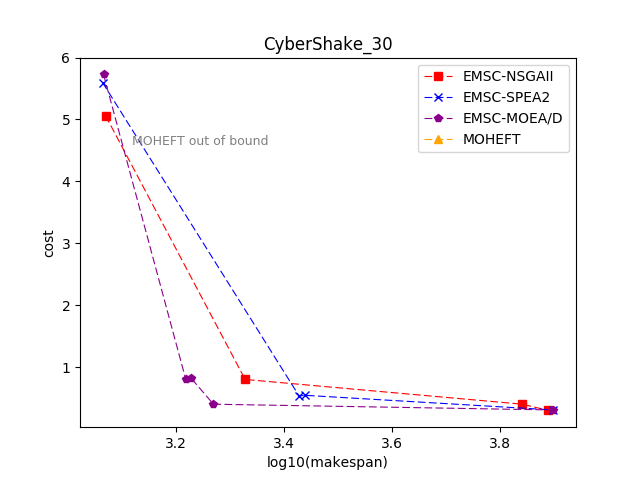 CyberShake_30
6
5
4
3
2
1
cost
MOHEFT out of bound
EMSC-NSGAII
EMSC-SPEA2
EMSC-MOEA/D
MOHEFT
3.2 3.4 3.6 3.8
log10(makespan)